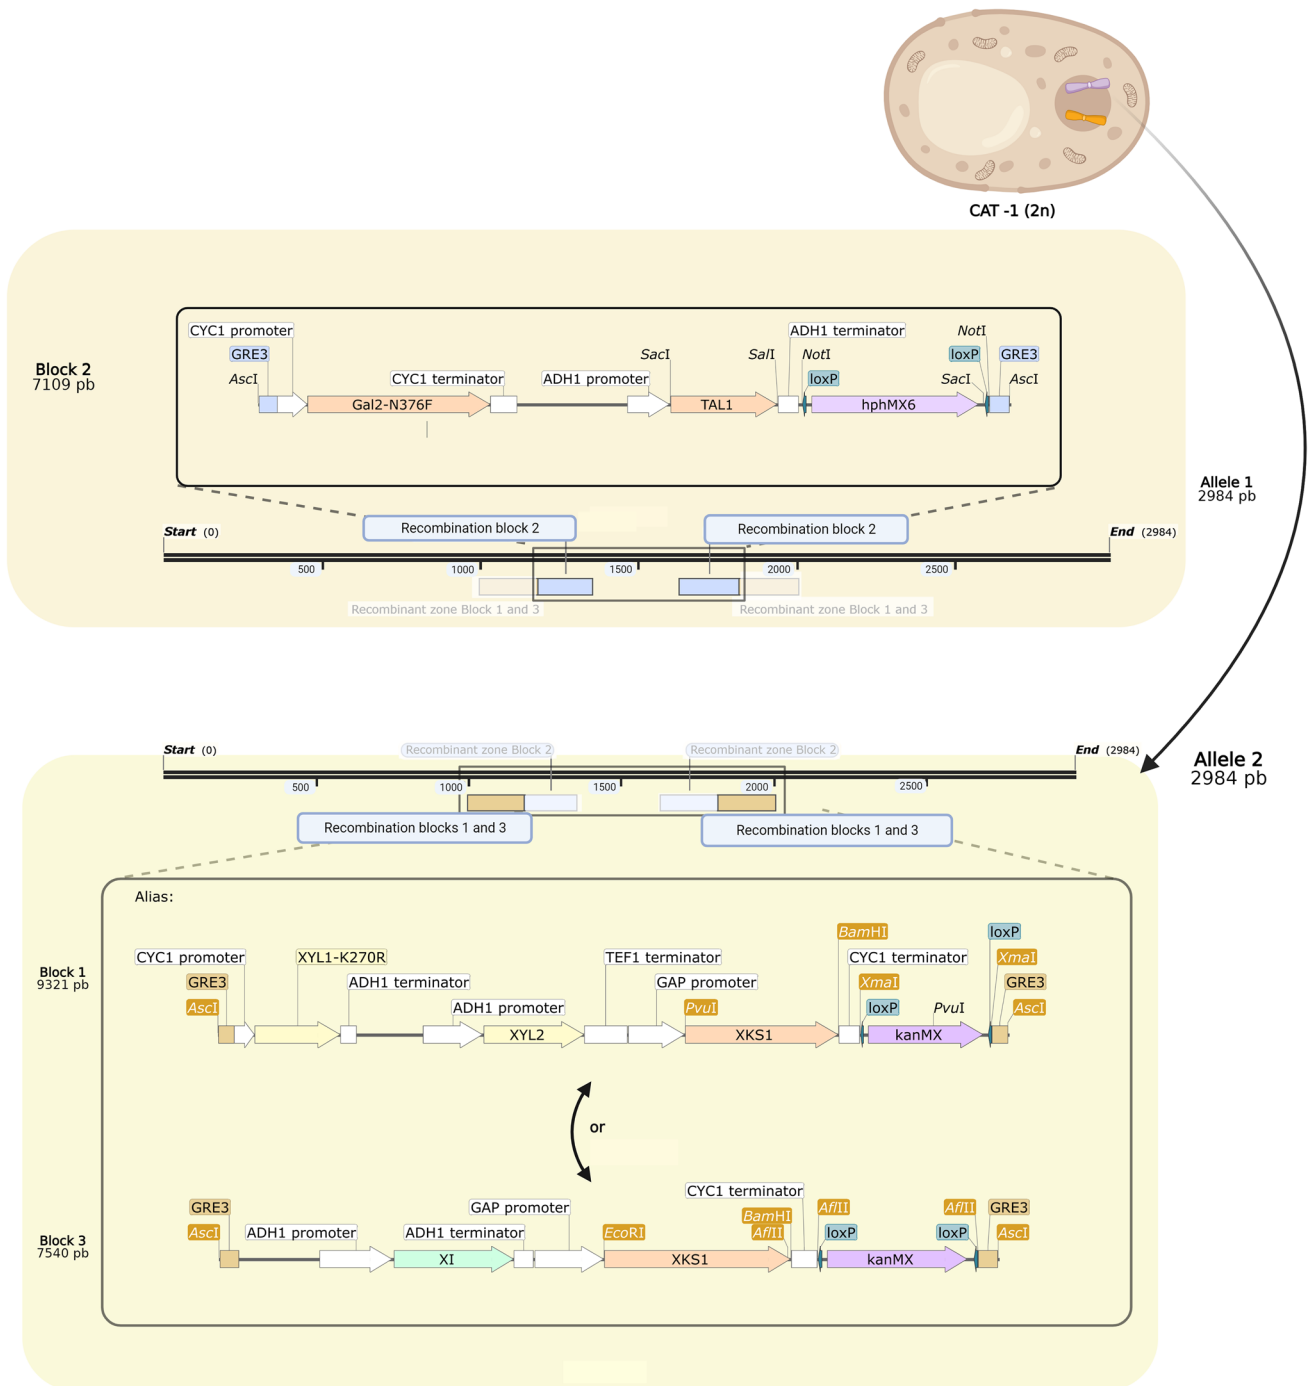 CAT -1 (2n)
CYC1 promoter
ADH1 terminator
NotI
GRE3
SacI
SalI
NotI
loxP
GRE3
Block 2
7109 pb
AscI
CYC1 terminator
ADH1 promoter
loxP
SacI
AscI
Gal2-N376F
TAL1
hphMX6
Allele 1
2984 pb
Recombination block 2
Recombination block 2
Start (0)
End (2984)
500
1000
1500
2000
2500
Recombinant zone Block 1 and 3
Recombinant zone Block 1 and 3
Start (0)
Recombinant zone Block 2
Recombinant zone Block 2
End (2984)
Allele 2
2984 pb
500
1000
1500
2000
2500
Recombination blocks 1 and 3
Recombination blocks 1 and 3
Alias:
BamHI
loxP
CYC1 promoter
XYL1-K270R
TEF1 terminator
CYC1 terminator
XmaI
Block 1
9321 pb
GRE3
ADH1 terminator
GAP promoter
XmaI
GRE3
AscI
ADH1 promoter
PvuI
loxP
PvuI
AscI
XYL2
XKS1
kanMX
or
CYC1 terminator
GRE3
GAP promoter
BamHI
AflII
AflII
GRE3
Block 3
7540 pb
AscI
ADH1 promoter
ADH1 terminator
EcoRI
AflII
loxP
loxP
AscI
XI
XKS1
kanMX